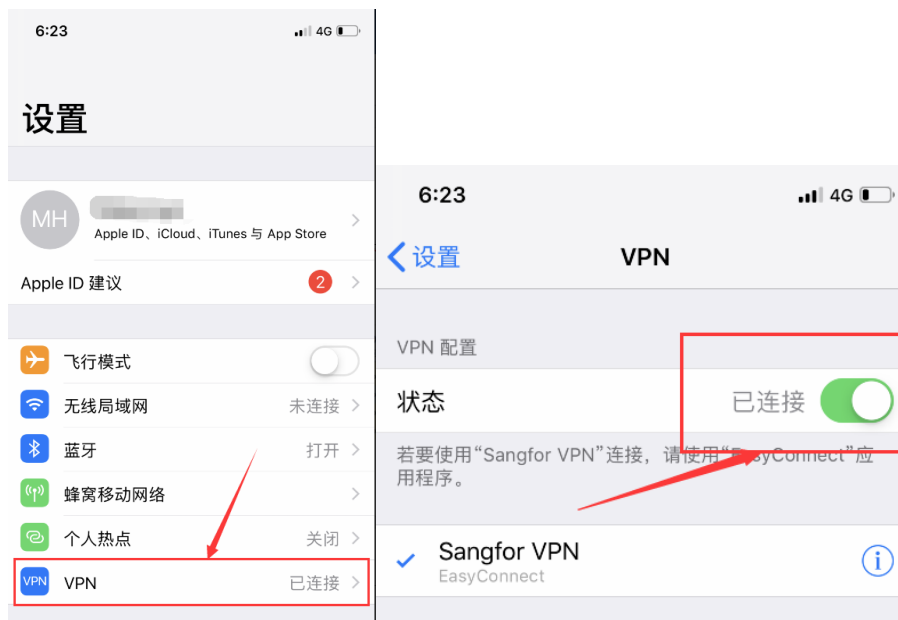 6:23
4G
设置
MH
Apple ID、iCloud、iTunes 与 App Store
Apple ID 建议
2
飞行模式
无线局域网
未连接
蓝牙
打开
蜂窝移动网络
个人热点
关闭
VPN
VPN
已连接
6:23
4G
设置
VPN
VPN 配置
状态
已连接
若要使用“Sangfor VPN”连接，请使用“EasyConnect”应
用程序。
Sangfor VPN
EasyConnect